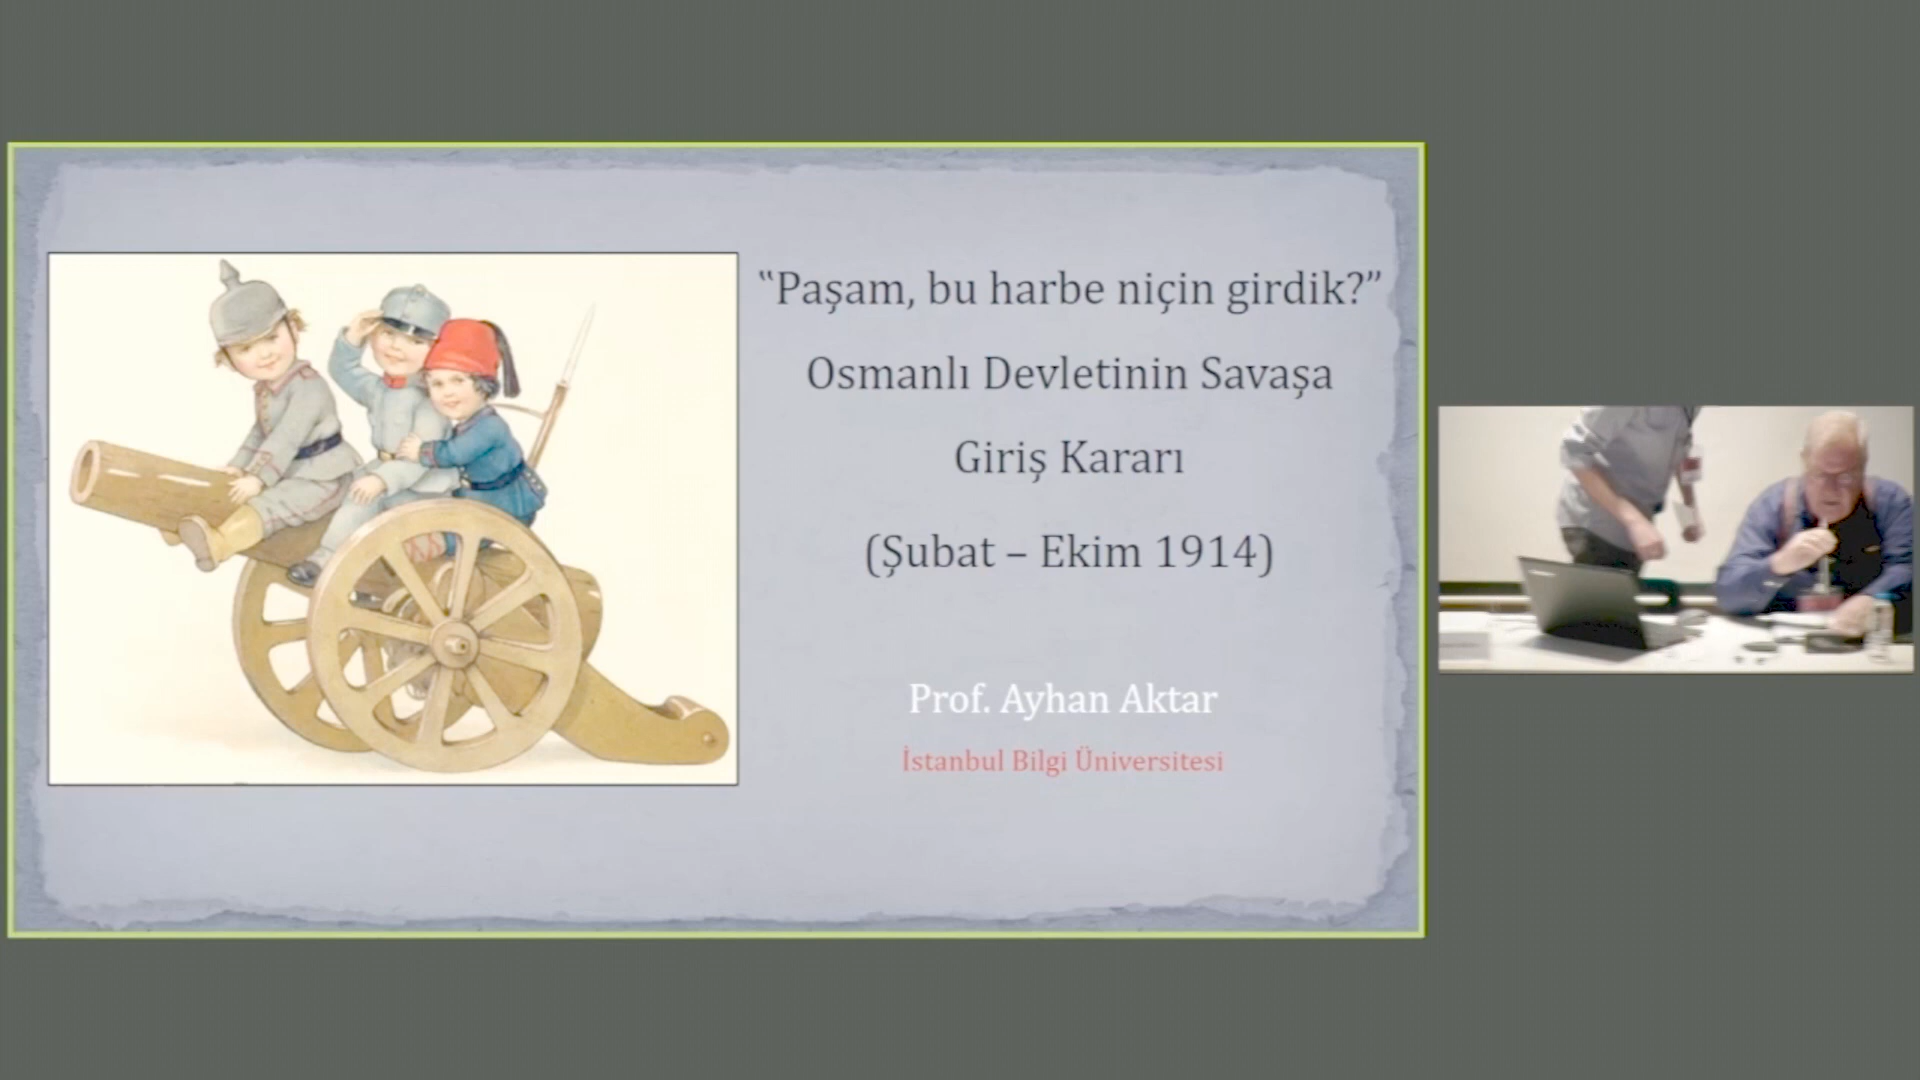 “Paşam, bu harbe niçin girdik?”
Osmanlı Devletinin Savaşa
Giriş Kararı
(Şubat – Ekim 1914)
Prof. Ayhan Aktar
İstanbul Bilgi Üniversitesi